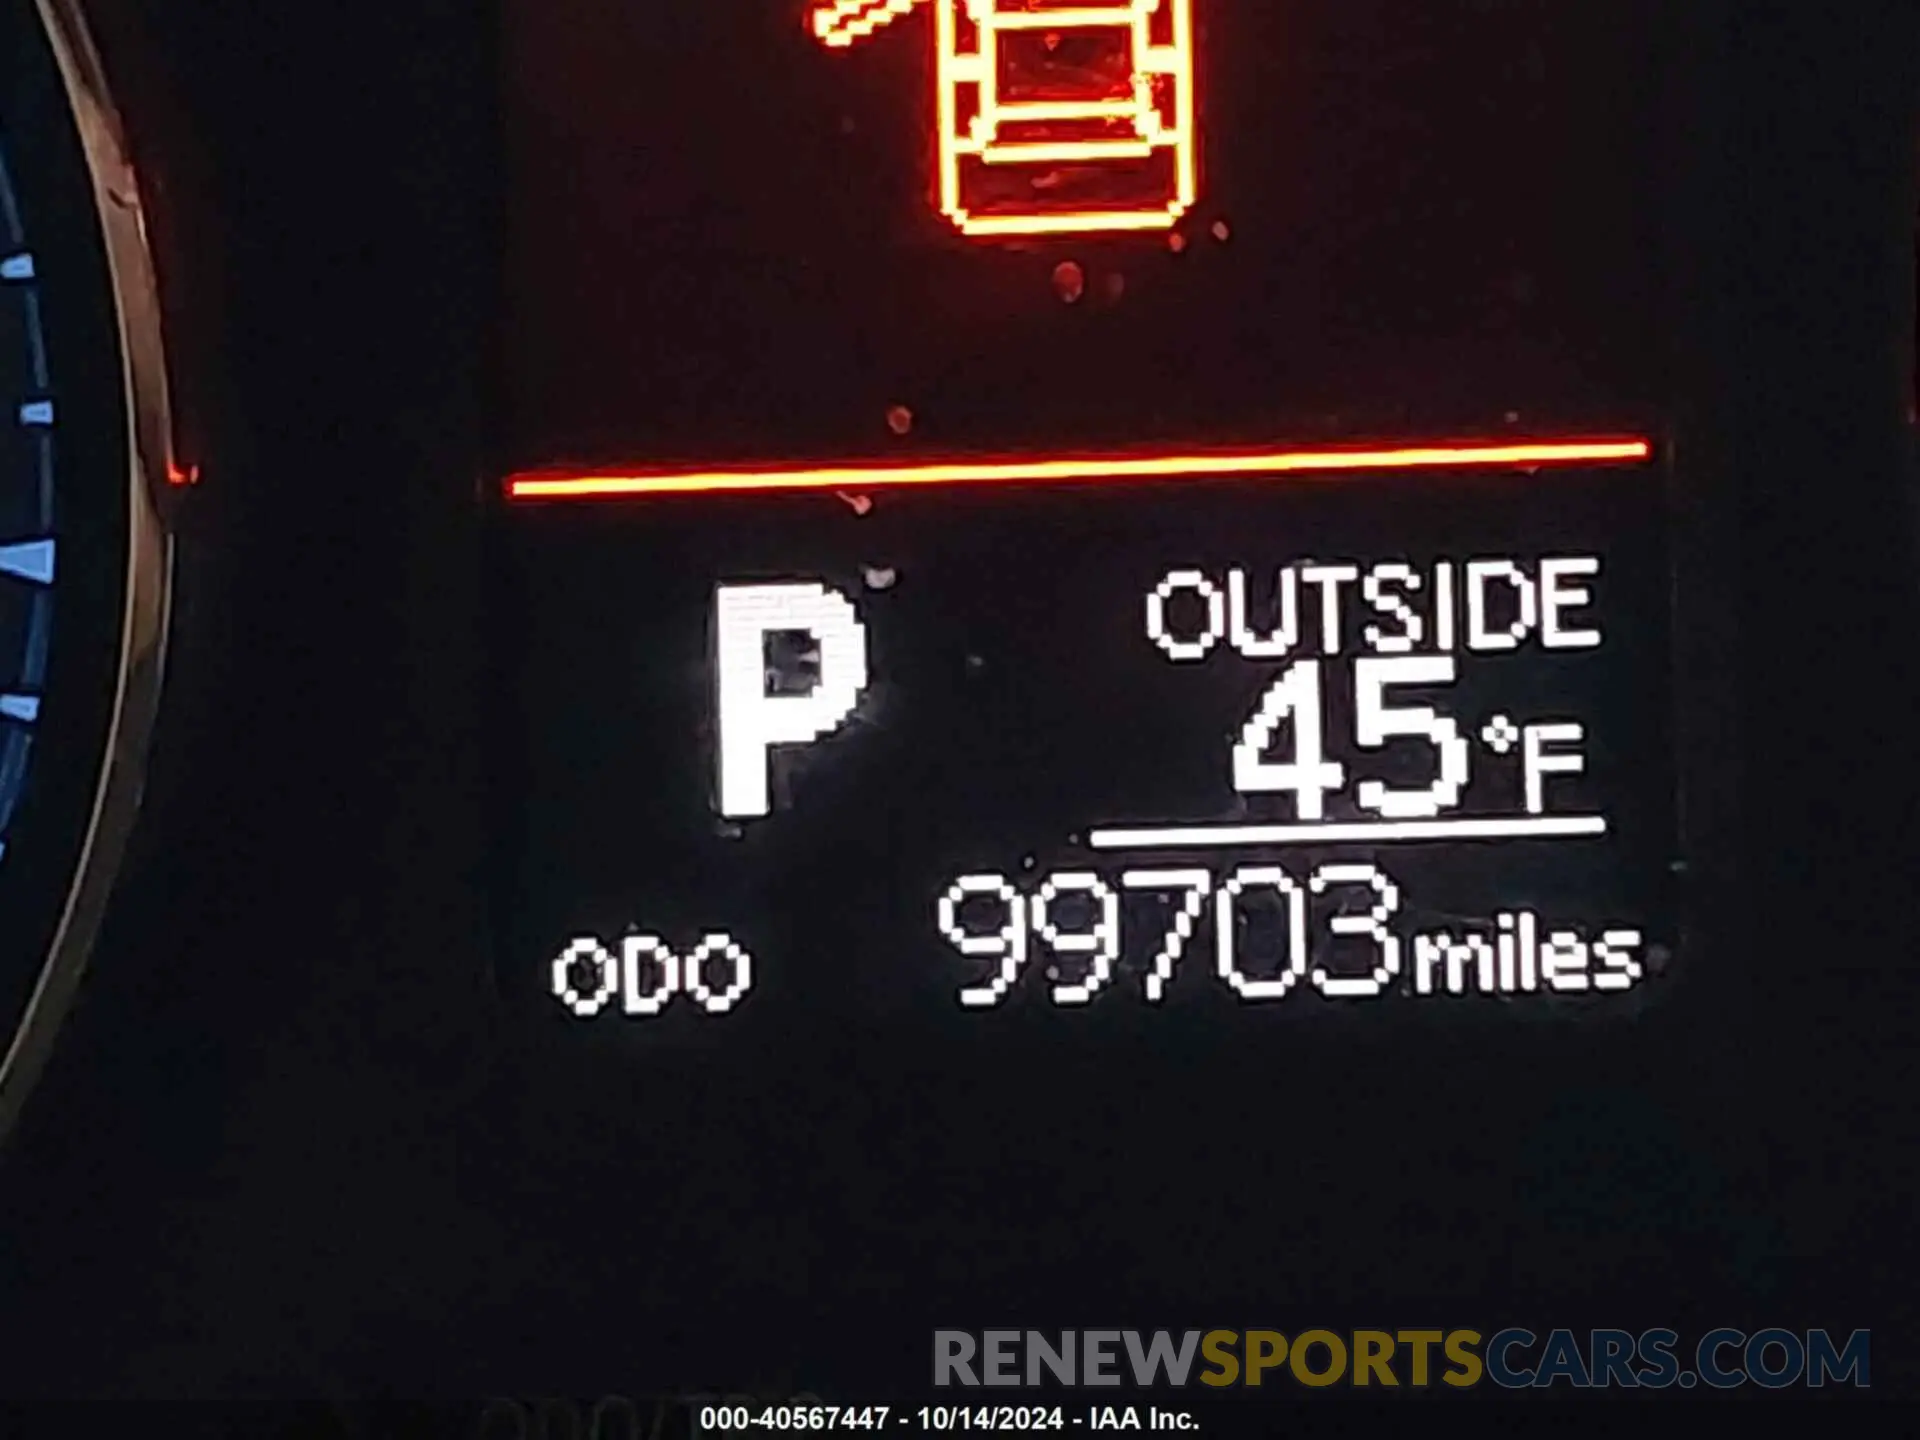 P
OUTSIDE
45°F
ODO 99703 miles
RENEWSPORTSCARS.COM
000-40567447 - 10/14/2024 - IAA Inc.